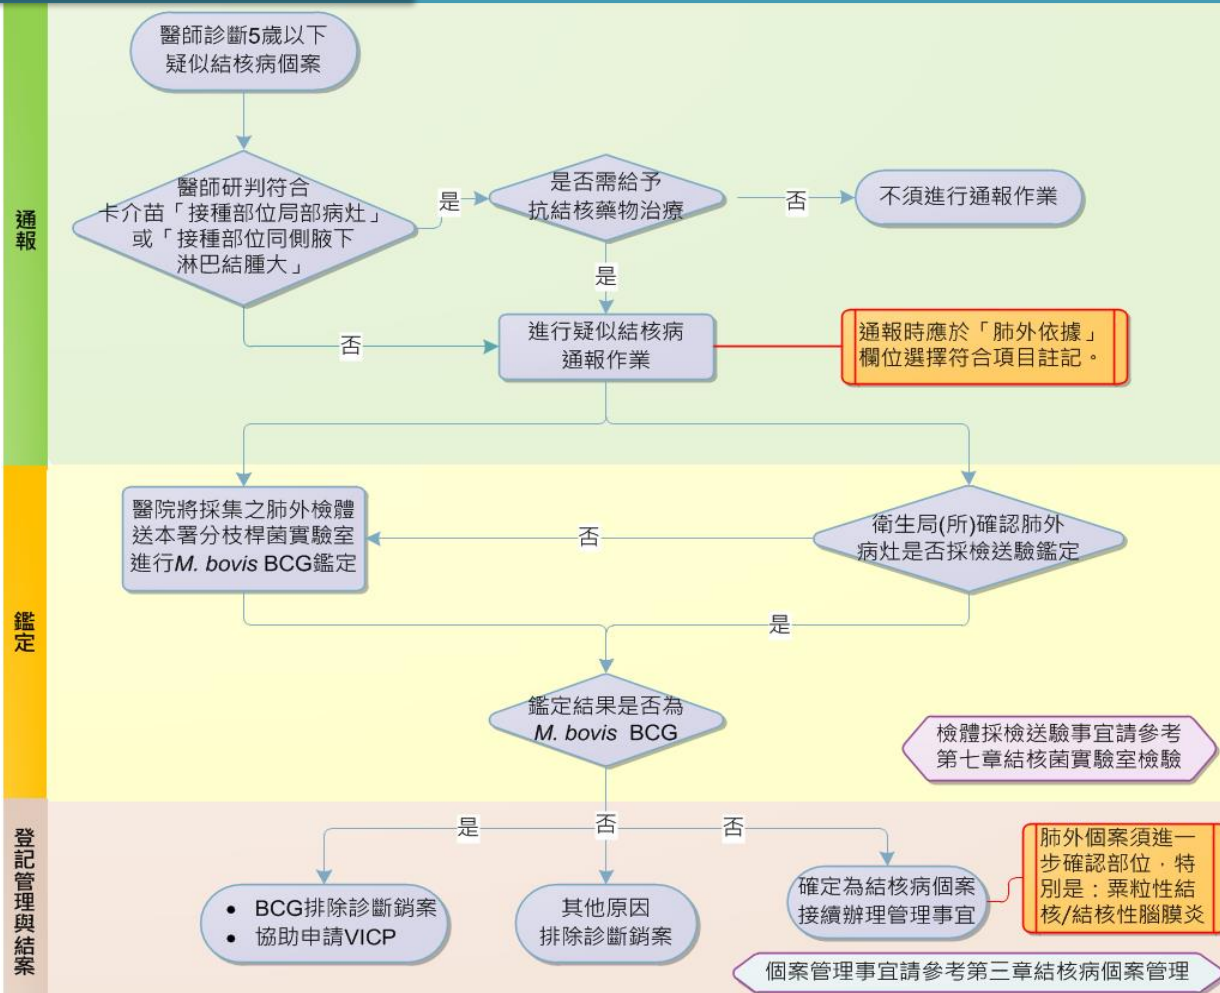 通報
醫師診斷5歲以下
疑似結核病個案
醫師研判符合
卡介苗「接種部位局部病灶」
或「接種部位同側腋下
淋巴結腫大」
是
是否需給予
抗結核藥物治療
否
不須進行通報作業
是
否
進行疑似結核病
通報作業
通報時應於「肺外依據」
欄位選擇符合項目註記。
鑑定
醫院將採集之肺外檢體
送本署分枝桿菌實驗室
進行M. bovis BCG鑑定
否
衛生局(所)確認肺外
病灶是否採檢送驗鑑定
是
鑑定結果是否為
M. bovis BCG
檢體採檢送驗事宜請參考
第七章結核菌實驗室檢驗
登記管理與結案
是
否
否
• BCG排除診斷銷案
• 協助申請VICP
其他原因
排除診斷銷案
確定為結核病個案
接續辦理管理事宜
肺外個案須進一
步確認部位，特
別是：粟粒性結
核/結核性腦膜炎
個案管理事宜請參考第三章結核病個案管理